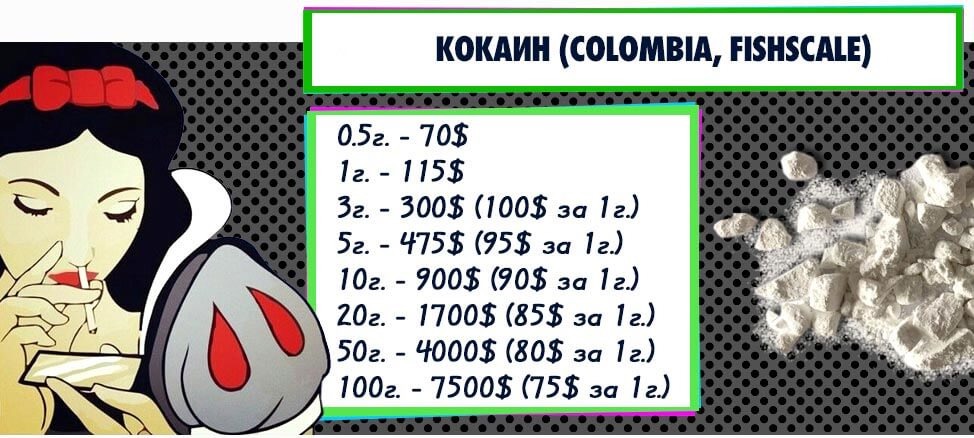 КОКАИН (COLOMBIA, FISHSCALE)
0.5г. - 70$
1г. - 115$
3г. - 300$ (100$ за 1г.)
5г. - 475$ (95$ за 1г.)
10г. - 900$ (90$ за 1г.)
20г. - 1700$ (85$ за 1г.)
50г. - 4000$ (80$ за 1г.)
100г. - 7500$ (75$ за 1г.)